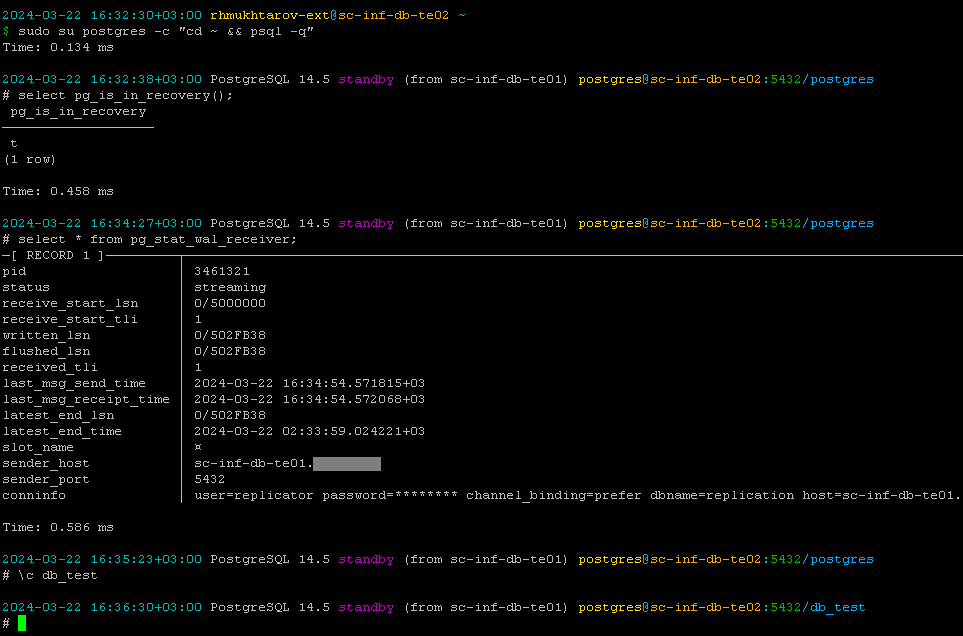 2024-03-22 16:32:30+03:00 rhmukhtarov-ext@sc-inf-db-te02 ~
$ sudo su postgres -c "cd ~ && psql -q"
Time: 0.134 ms
2024-03-22 16:32:38+03:00 PostgreSQL 14.5 standby (from sc-inf-db-te01) postgres@sc-inf-db-te02:5432/postgres
# select pg_is_in_recovery();
pg_is_in_recovery
t
(1 row)
Time: 0.458 ms
2024-03-22 16:34:27+03:00 PostgreSQL 14.5 standby (from sc-inf-db-te01) postgres@sc-inf-db-te02:5432/postgres
# select * from pg_stat_wal_receiver;
─[ RECORD 1 ]
pid │ 3461321
status │ streaming
receive_start_lsn │ 0/5000000
receive_start_tli │ 1
written_lsn │ 0/502FB38
flushed_lsn │ 0/502FB38
received_tli │ 1
last_msg_send_time │ 2024-03-22 16:34:54.571815+03
last_msg_receipt_time │ 2024-03-22 16:34:54.572068+03
latest_end_lsn │ 0/502FB38
latest_end_time │ 2024-03-22 02:33:59.024221+03
slot_name │ ¤
sender_host │ sc-inf-db-te01.
sender_port │ 5432
conninfo │ user=replicator password=******** channel_binding=prefer dbname=replication host=sc-inf-db-te01.
Time: 0.586 ms
2024-03-22 16:35:23+03:00 PostgreSQL 14.5 standby (from sc-inf-db-te01) postgres@sc-inf-db-te02:5432/postgres
# \c db_test
2024-03-22 16:36:30+03:00 PostgreSQL 14.5 standby (from sc-inf-db-te01) postgres@sc-inf-db-te02:5432/db_test
#